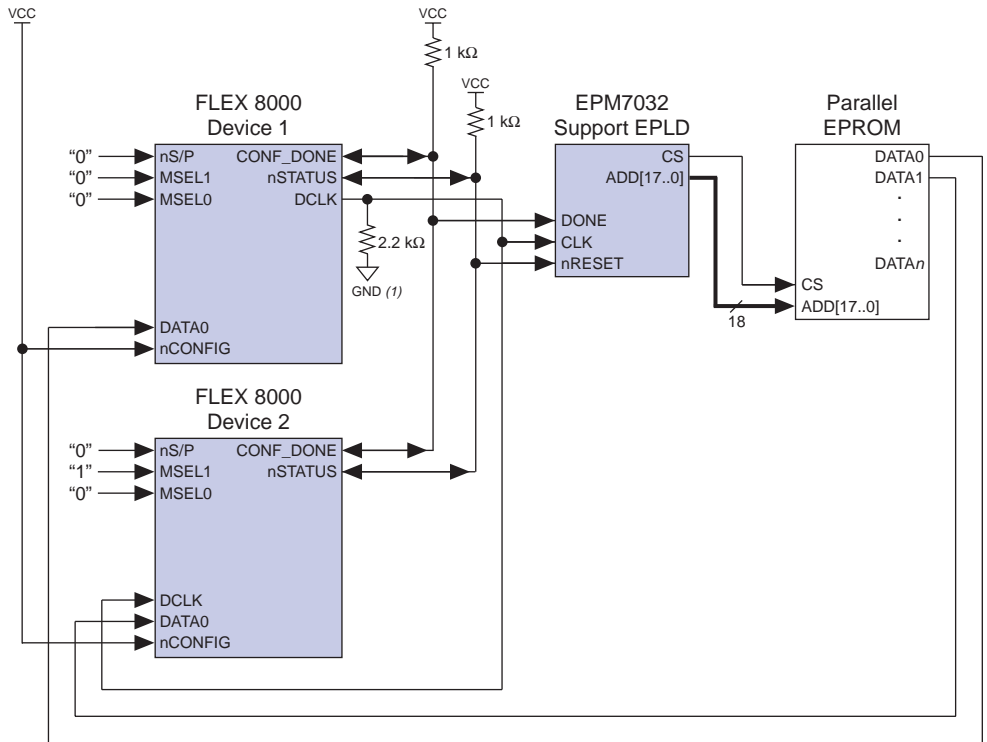 VCC
VCC
1 kΩ
VCC
1 kΩ
FLEX 8000
Device 1
"0"
"0"
"0"
nS/P
MSEL1
MSEL0
CONF_DONE
nSTATUS
DCLK
DATA0
nCONFIG
2.2 kΩ
GND (1)
EPM7032
Support EPLD
CS
ADD[17..0]
DONE
CLK
nRESET
18
Parallel
EPROM
DATA0
DATA1
.
.
.
DATAn
CS
ADD[17..0]
FLEX 8000
Device 2
“0”
“1”
“0”
nS/P
MSEL1
MSEL0
CONF_DONE
nSTATUS
DCLK
DATA0
nCONFIG